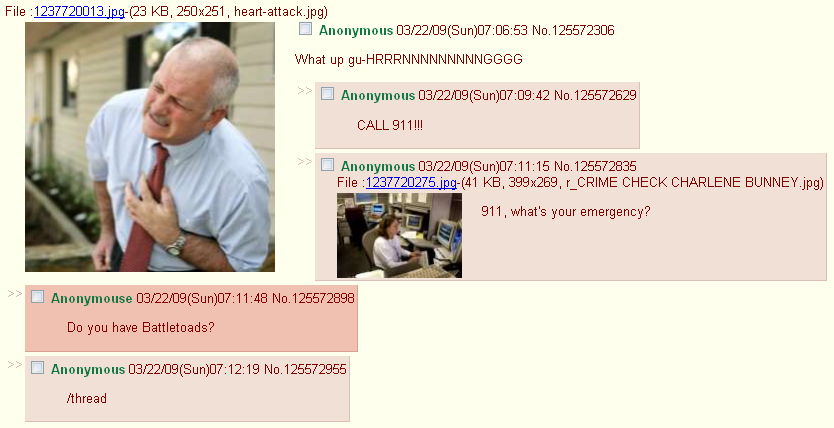 File :1237720013.jpg-(23 KB, 250x251, heart-attack.jpg)
Anonymous 03/22/09(Sun)07:06:53 No.125572306
What up gu-HRRRNNNNNNNNNGGGG
>> Anonymous 03/22/09(Sun)07:09:42 No.125572629
CALL 911!!!
>> Anonymous 03/22/09(Sun)07:11:15 No.125572835
File :1237720275.jpg-(41 KB, 399x269, r_CRIME CHECK CHARLENE BUNNEY.jpg)
911, what's your emergency?
>> Anonymouse 03/22/09(Sun)07:11:48 No.125572898
Do you have Battletoads?
>> Anonymous 03/22/09(Sun)07:12:19 No.125572955
/thread